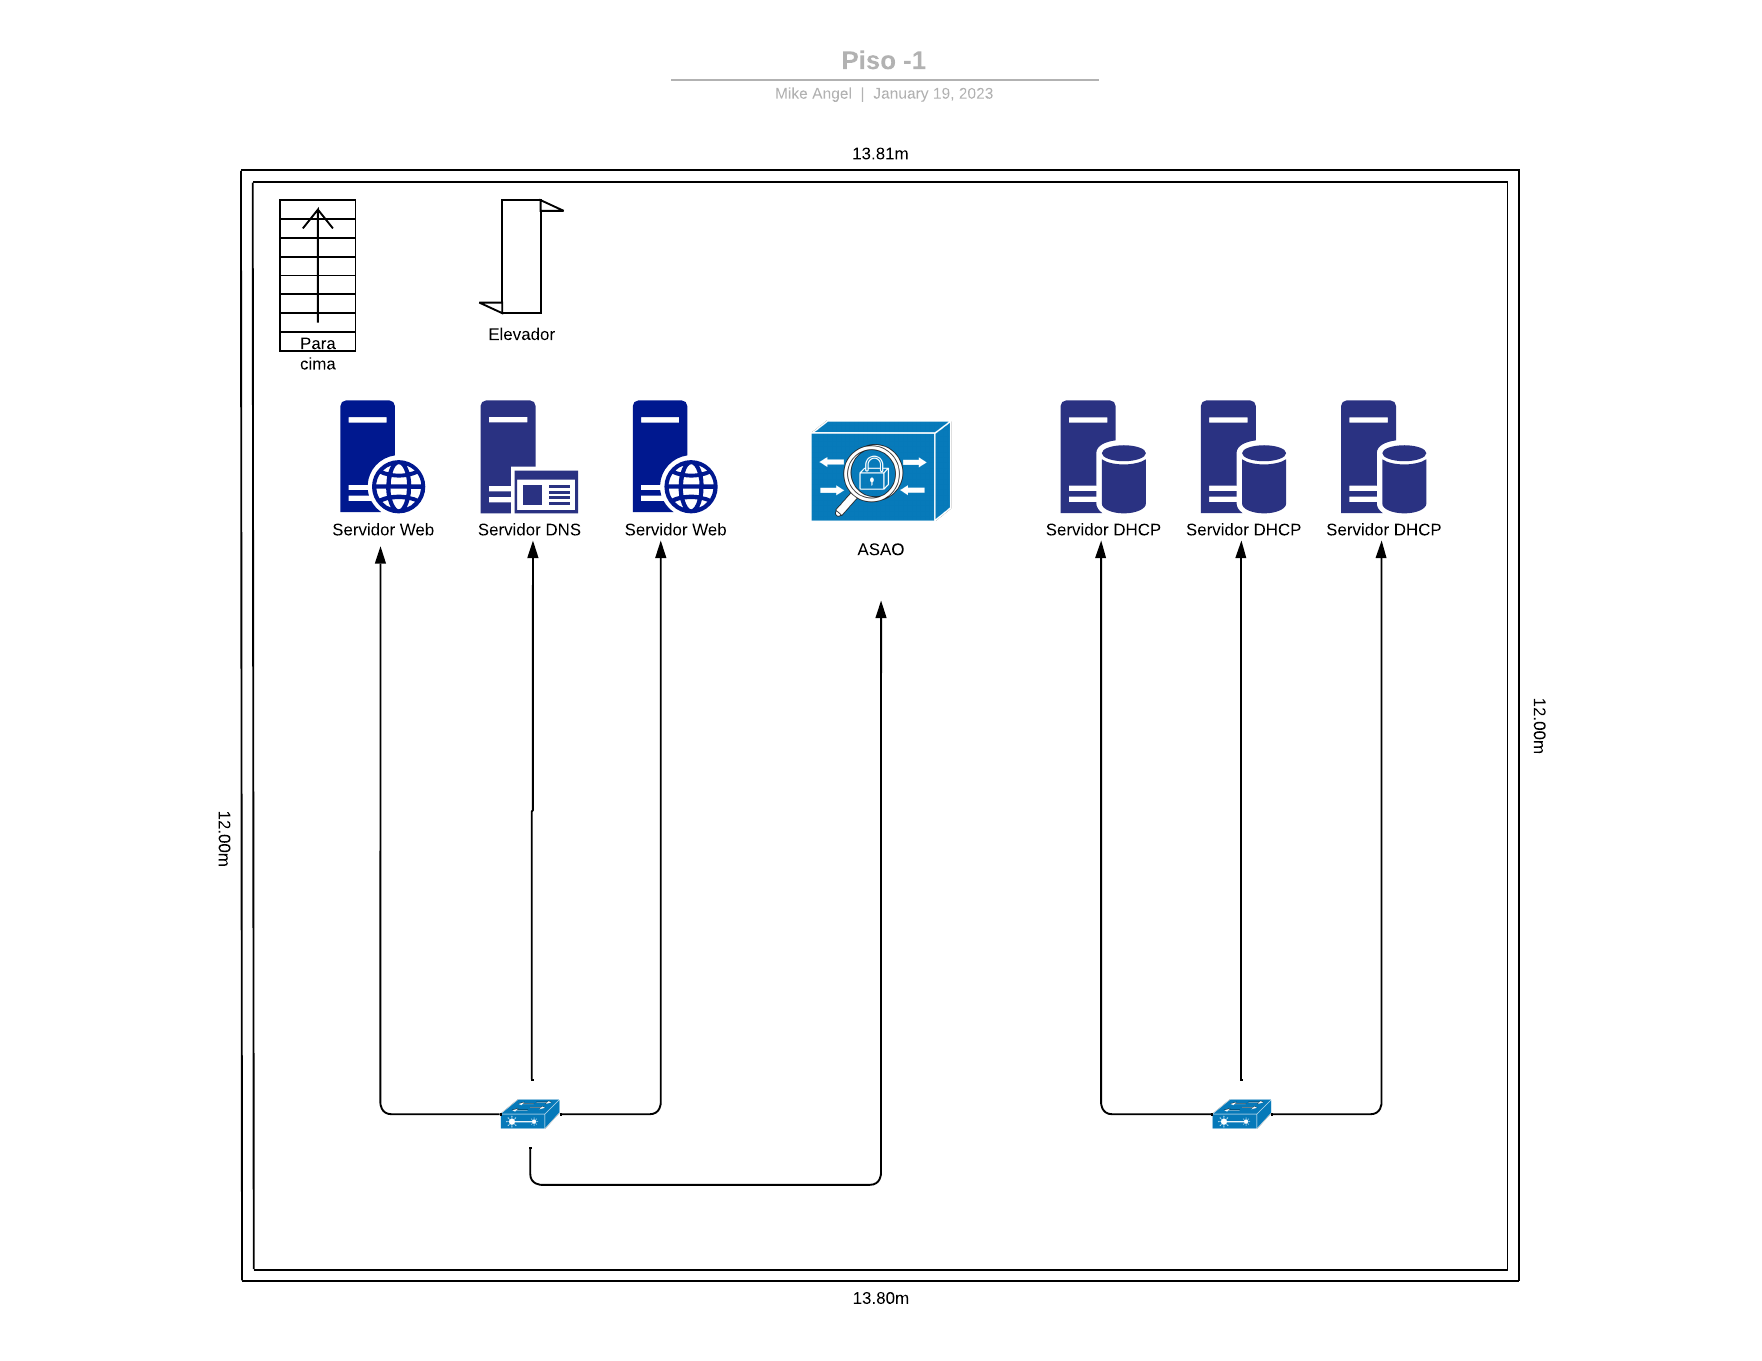 Piso -1
Mike Angel | January 19, 2023
13.81m
Para
cima
Elevador
Servidor Web
Servidor DNS
Servidor Web
ASAO
Servidor DHCP
Servidor DHCP
Servidor DHCP
12.00m
12.00m
13.80m